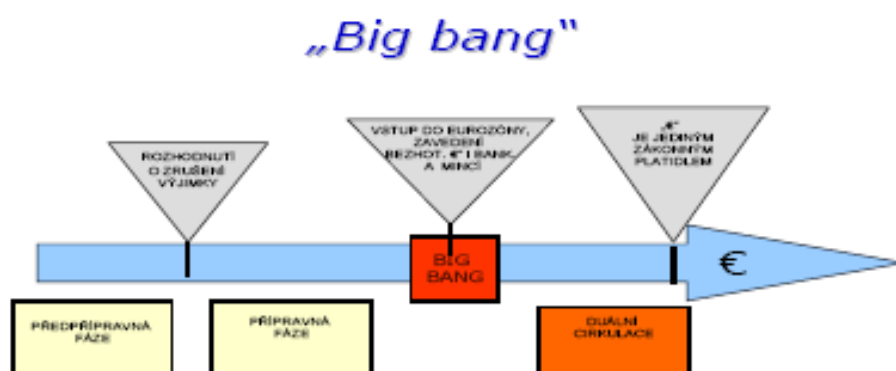 „Big bang“
ROZHODNUTÍ
O ZRUŠENÍ
VÝJIMKY
VSTUP DO EUROZÓNY,
ZAVEDENÍ
BEZHOT. €“ I BANK.
A MINCÍ
„€“
JE JEDINÝM
ZÁKONNÝM
PLATIDLEM
BIG
BANG
€
PŘEDPŘÍPRAVNÁ
FÁZE
PŘÍPRAVNÁ
FÁZE
DUÁLNÍ
CIRKULACE